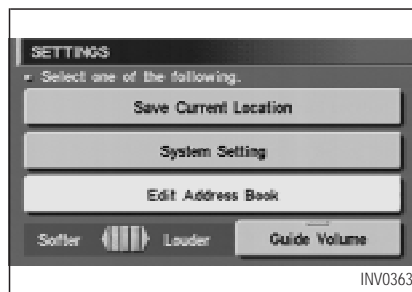 SETTINGS
Select one of the following.
Save Current Location
System Setting
Edit Address Book
Softer Louder Guide Volume
INV0363